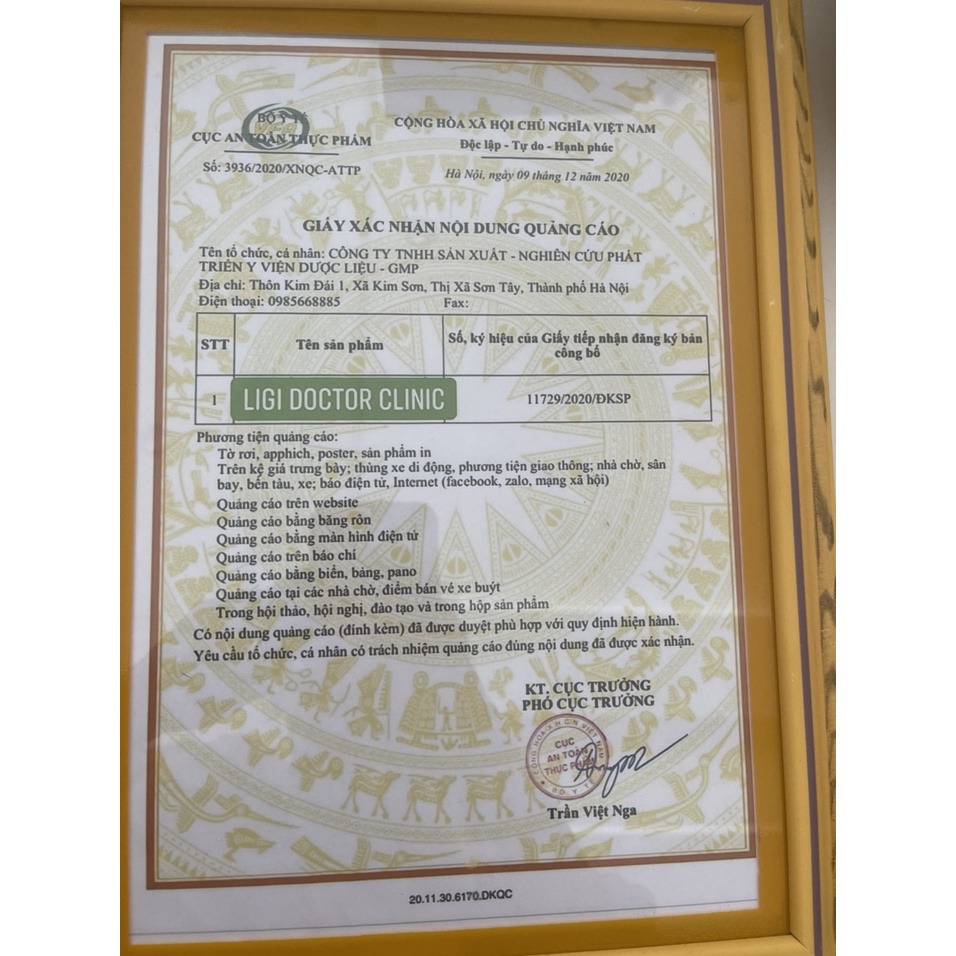 BỘ Y TẾ
CỤC AN TOÀN THỰC PHẨM
Số: 3936/2020/XNQC-ATTP
CỘNG HÒA XÃ HỘI CHỦ NGHĨA VIỆT NAM
Độc lập - Tự do - Hạnh phúc
Hà Nội, ngày 09 tháng 12 năm 2020
GIẤY XÁC NHẬN NỘI DUNG QUẢNG CÁO
Tên tổ chức, cá nhân: CÔNG TY TNHH SẢN XUẤT - NGHIÊN CỨU PHÁT
TRIỂN Y VIỆN DƯỢC LIỆU - GMP
Địa chỉ: Thôn Kim Đái 1, Xã Kim Sơn, Thị Xã Sơn Tây, Thành phố Hà Nội
Điện thoại: 0985668885 Fax:
STT
Tên sản phẩm
Số, ký hiệu của Giấy tiếp nhận đăng ký bản
công bố
1
LIGI DOCTOR CLINIC
11729/2020/ĐKSP
Phương tiện quảng cáo:
Tờ rơi, apphich, poster, sản phẩm in
Trên kệ giá trưng bày; thùng xe di động, phương tiện giao thông; nhà chờ, sân
bay, bến tàu, xe; báo điện tử, Internet (facebook, zalo, mạng xã hội)
Quảng cáo trên website
Quảng cáo bằng băng rôn
Quảng cáo bằng màn hình điện tử
Quảng cáo trên báo chí
Quảng cáo bằng biển, bảng, pano
Quảng cáo tại các nhà chờ, điểm bán vé xe buýt
Trong hội thảo, hội nghị, đào tạo và trong hộp sản phẩm
Có nội dung quảng cáo (đính kèm) đã được duyệt phù hợp với quy định hiện hành.
Yêu cầu tổ chức, cá nhân có trách nhiệm quảng cáo đúng nội dung đã được xác nhận.
KT. CỤC TRƯỞNG
PHÓ CỤC TRƯỞNG
CỘNG HÒA X.H.C.N VIỆT NAM
CỤC
AN TOÀN
THỰC PHẨM
BỘ Y TẾ
Trần Việt Nga
20.11.30.6170.DKQC